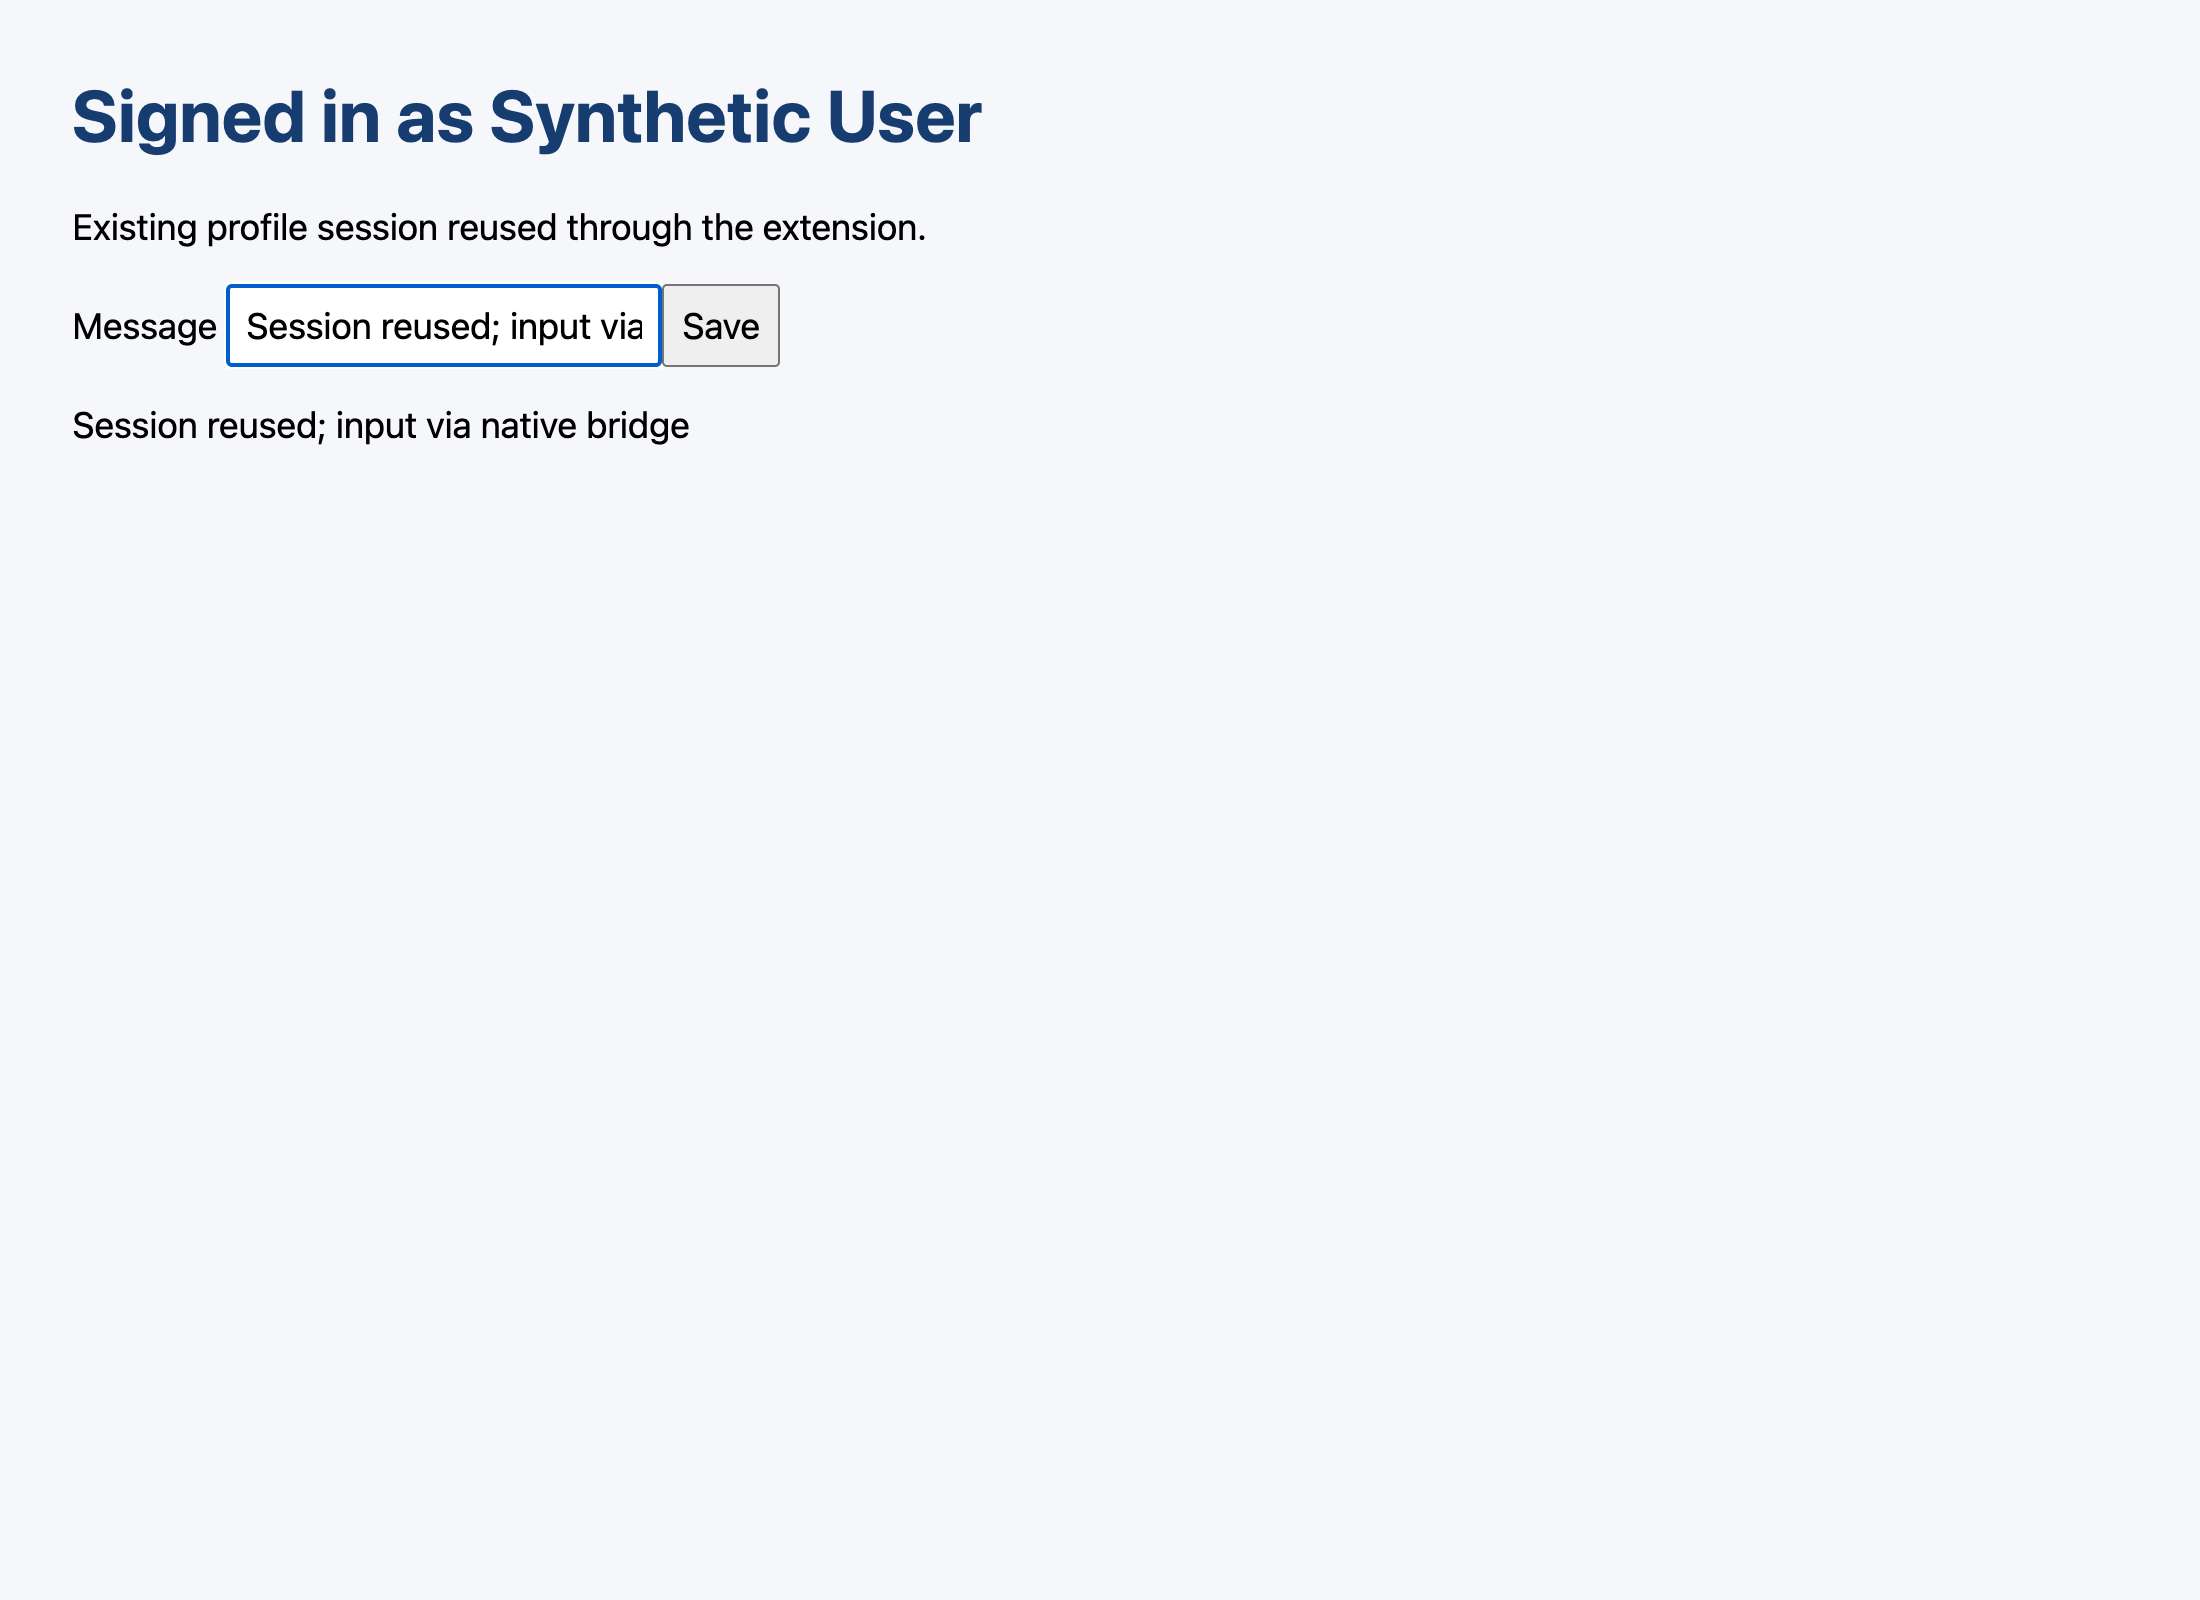 Signed in as Synthetic User
Existing profile session reused through the extension.
Message Session reused; input via Save
Session reused; input via native bridge